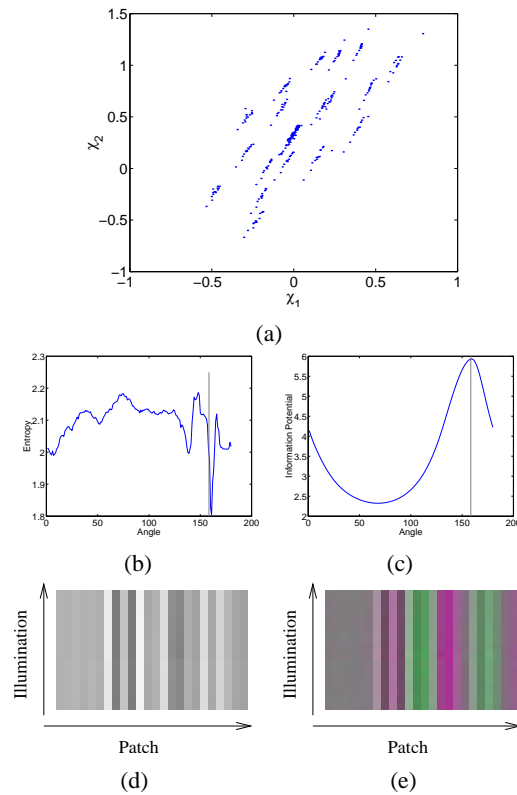 1.5
1
0.5
0
−0.5
−1
χ2
−1 −0.5 0 0.5 1
χ1
(a)
2.3
2.2
2.1
2
1.9
1.8
Entropy
0 50 100 150 200
Angle
(b)
6
5.5
5
4.5
4
3.5
3
2.5
2
Information Potential
0 50 100 150 200
Angle
(c)
Illumination
Patch
(d)
Illumination
Patch
(e)